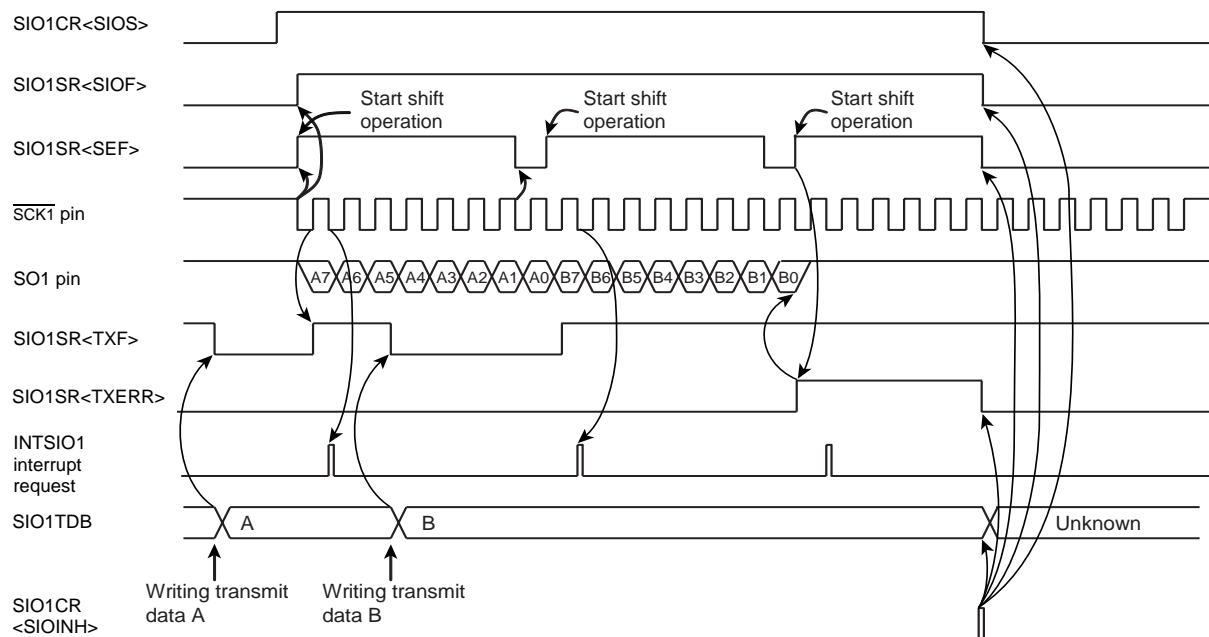 SIO1CR<SIOS>
SIO1SR<SIOF>
Start shift
operation
Start shift
operation
Start shift
operation
SIO1SR<SEF>
SCK1 pin
SO1 pin
A7 A6 A5 A4 A3 A2 A1 A0 B7 B6 B5 B4 B3 B2 B1 B0
SIO1SR<TXF>
SIO1SR<TXERR>
INTSIO1
interrupt
request
SIO1TDB
A
B
Unknown
Writing transmit
data A
Writing transmit
data B
SIO1CR
<SIOINH>